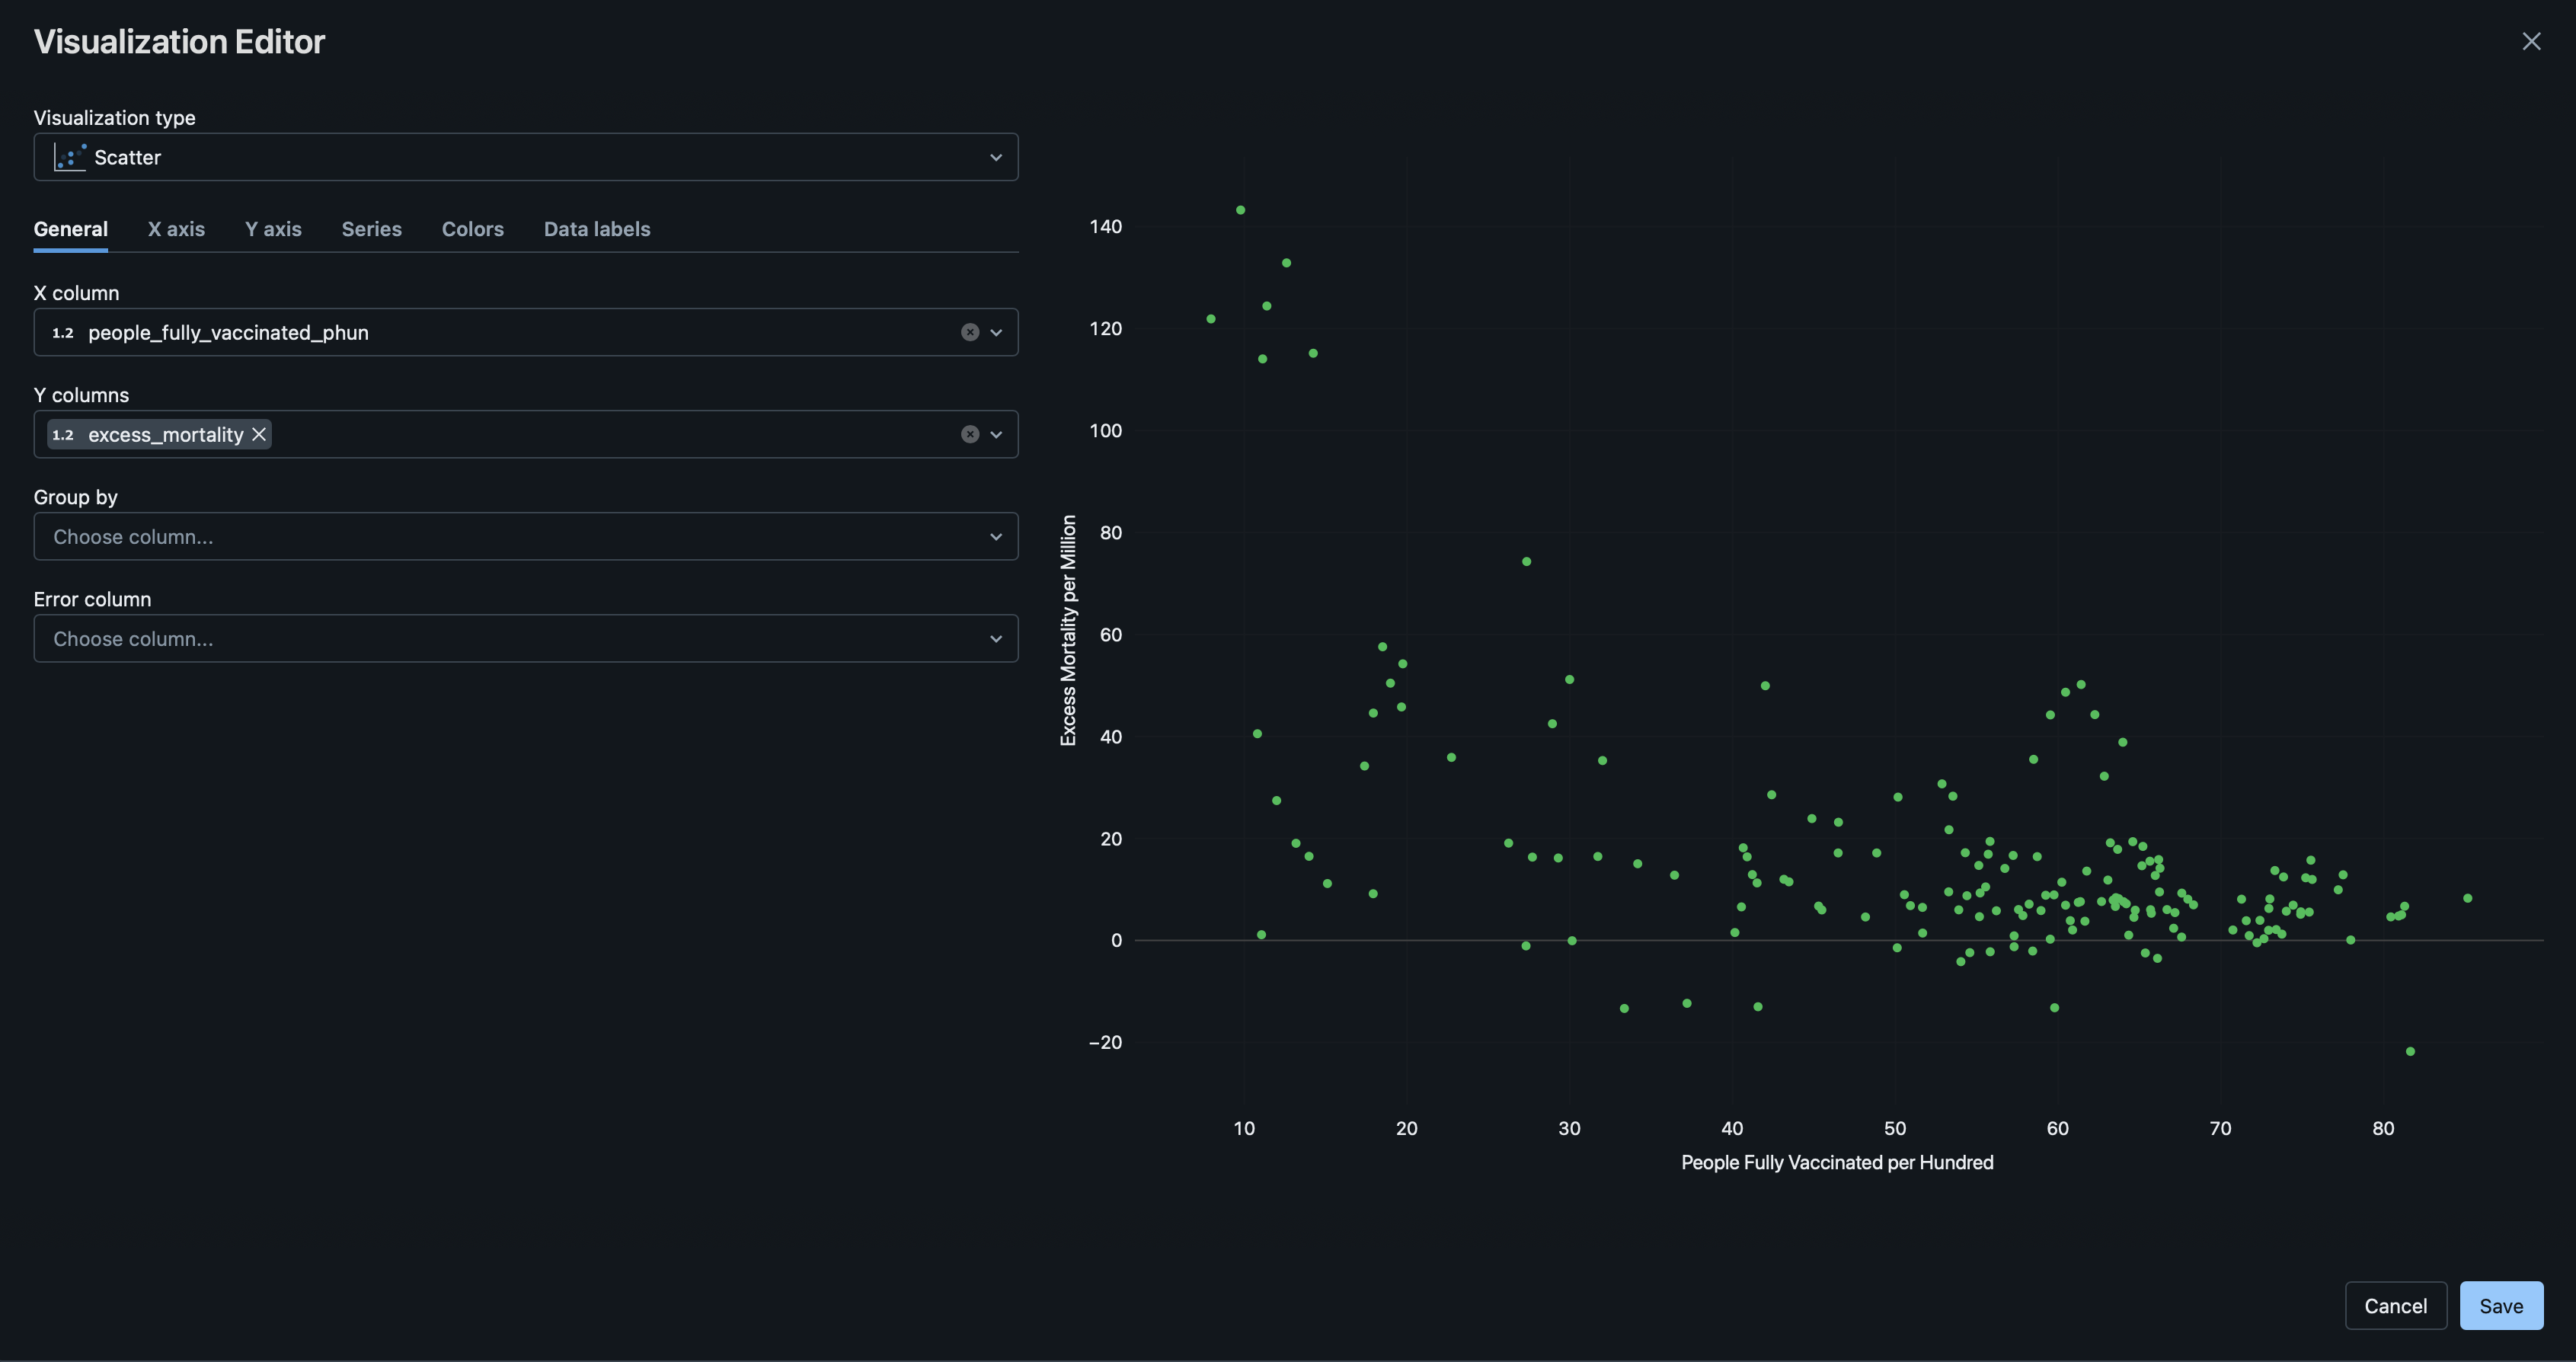 Visualization Editor
Visualization type
Scatter
General X axis Y axis Series Colors Data labels
X column
1.2 people_fully_vaccinated_phun
Y columns
1.2 excess_mortality
Group by
Choose column...
Error column
Choose column...
Excess Mortality per Million
140
120
100
80
60
40
20
0
−20
10 20 30 40 50 60 70 80
People Fully Vaccinated per Hundred
Cancel Save